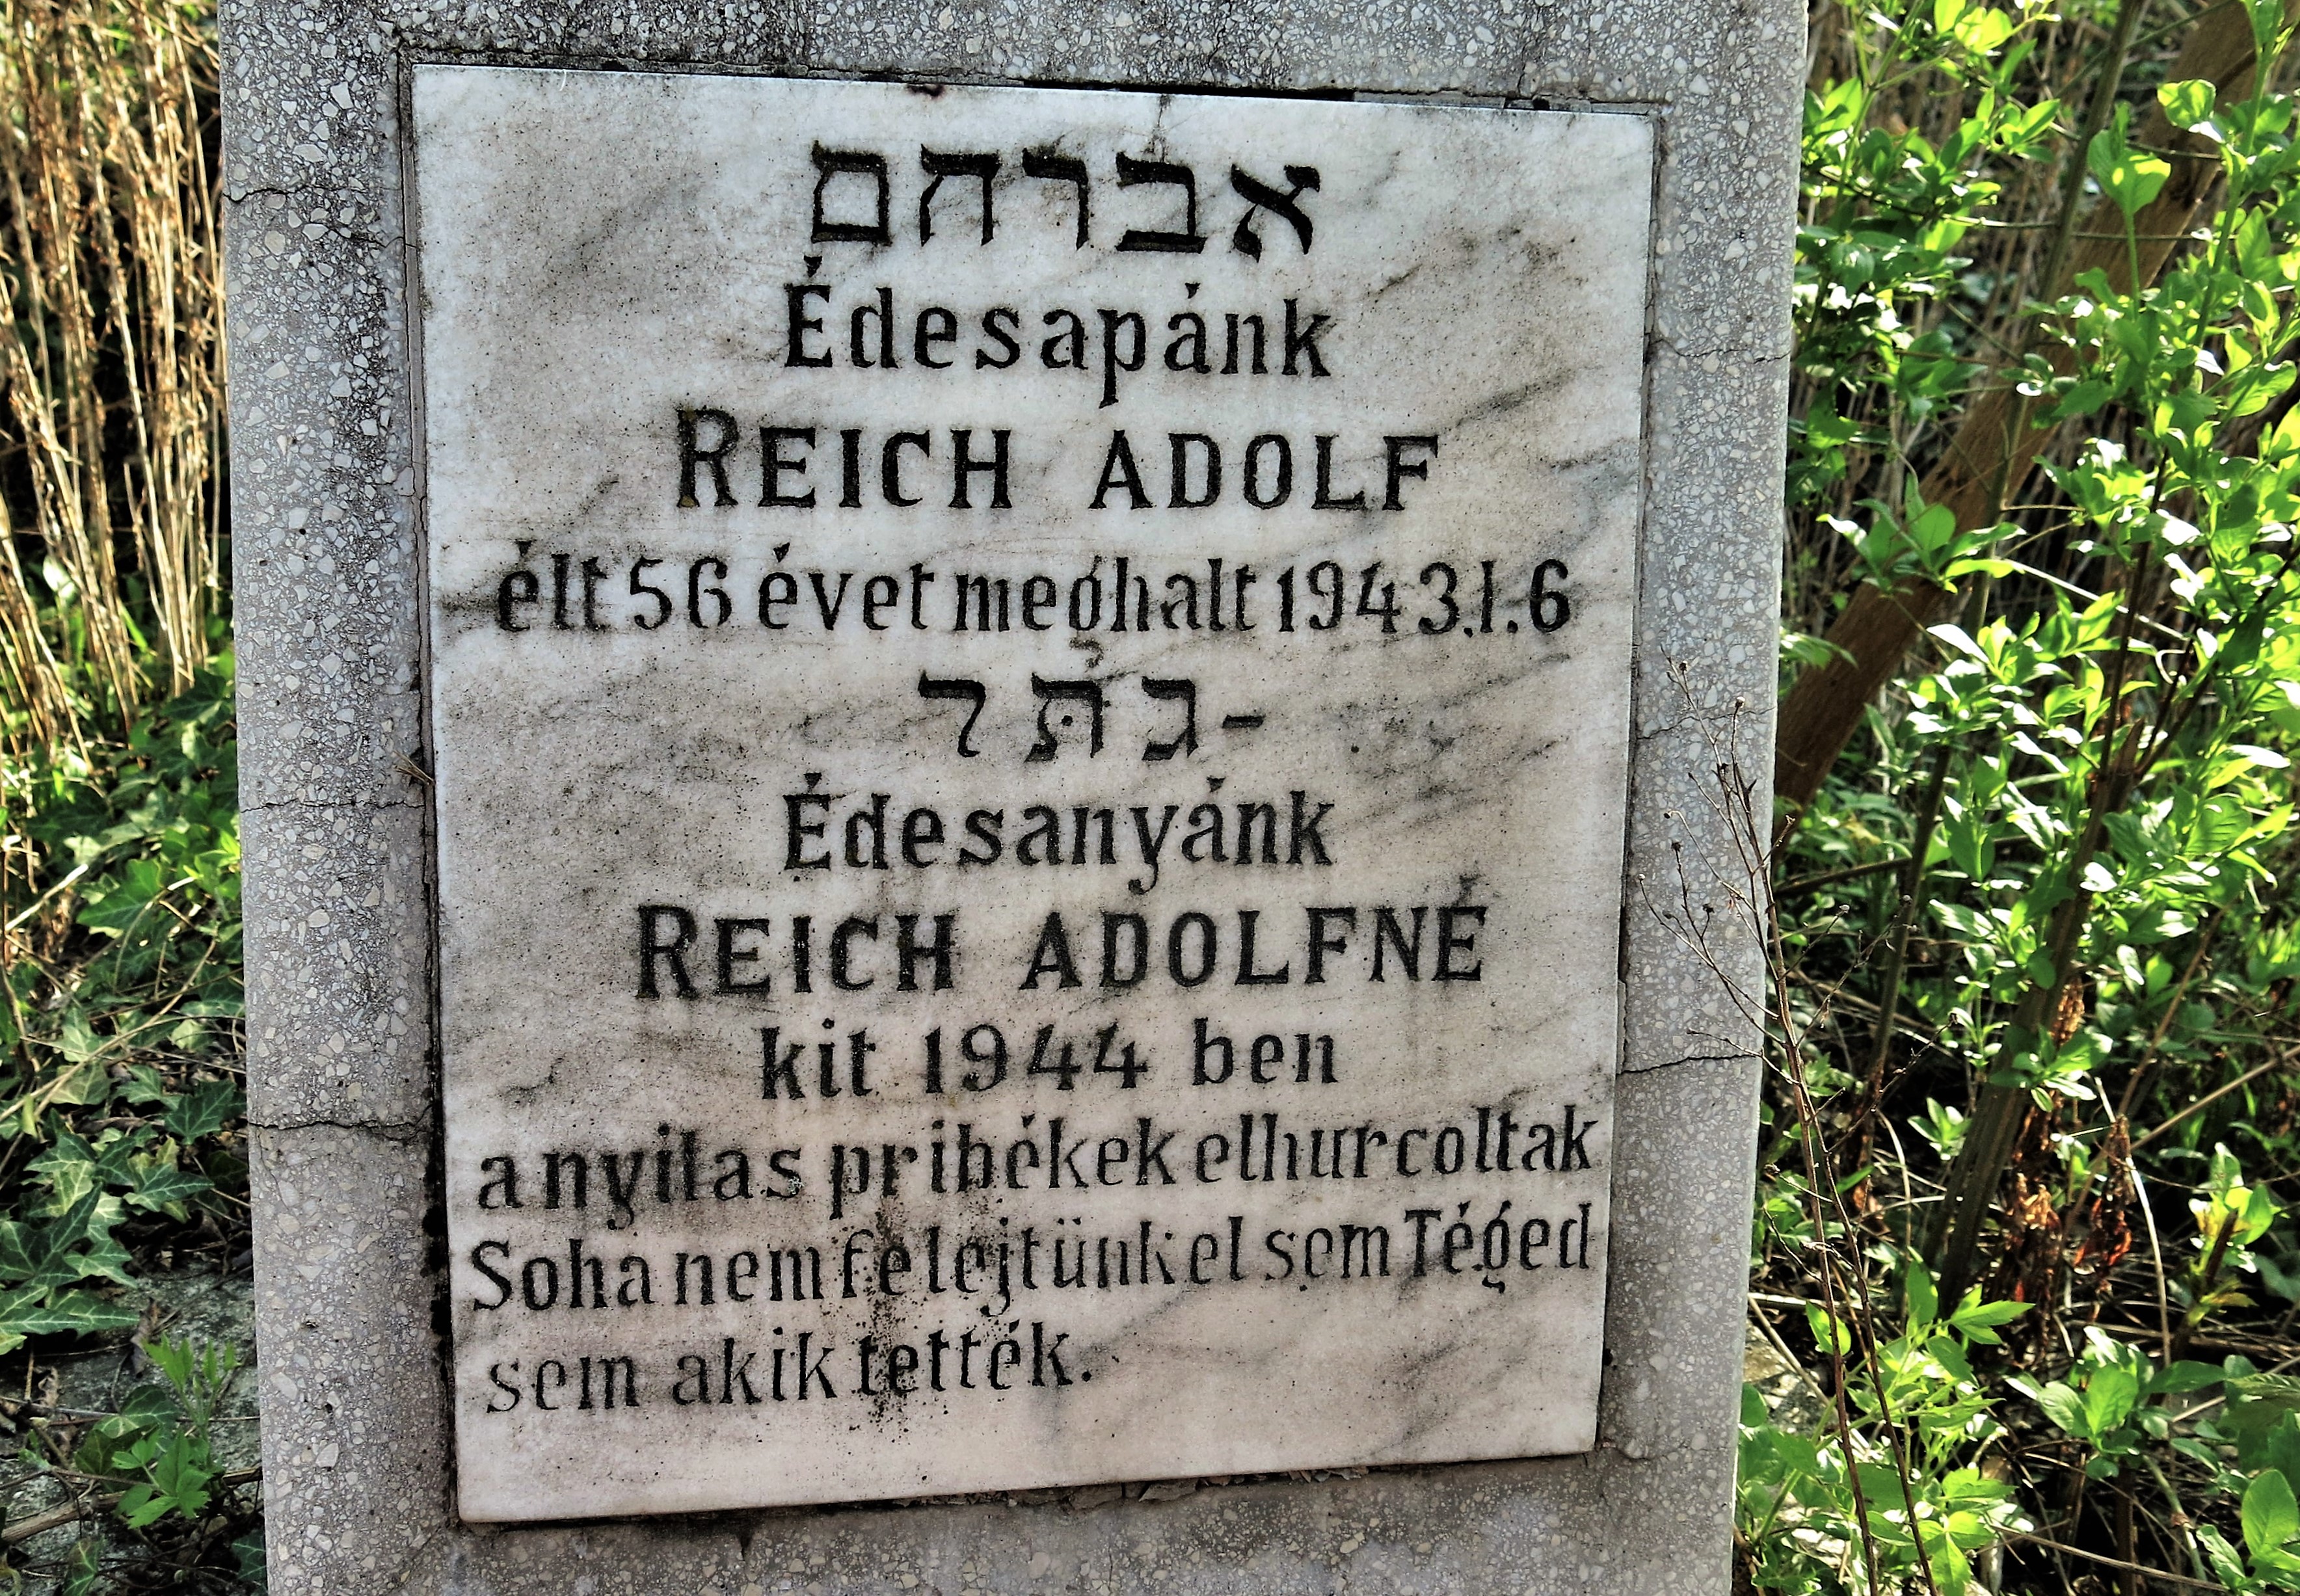 אברהם
Édesapánk
REICH ADOLF
élt 56 évet meghalt 1943.I.6
-גתּר
Édesanyánk
REICH ADOLFNÉ
kit 1944 ben
a nyilas pribékek elhurcoltak
Soha nem felejtünk el sem Téged
sem akik tették.